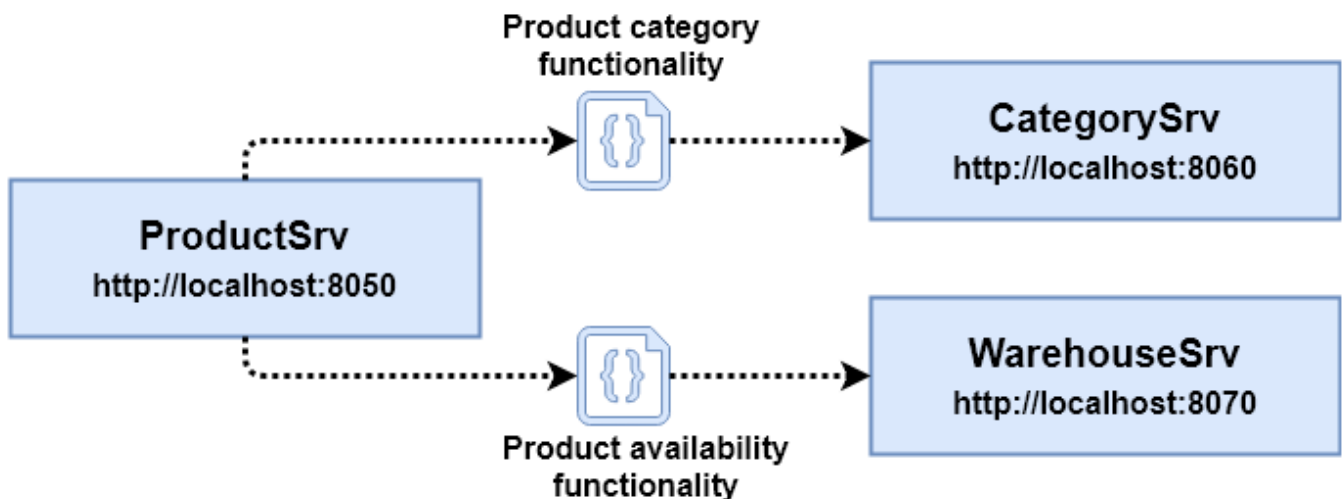 Product category
functionality
{}
CategorySrv
http://localhost:8060
ProductSrv
http://localhost:8050
{}
WarehouseSrv
http://localhost:8070
Product availability
functionality